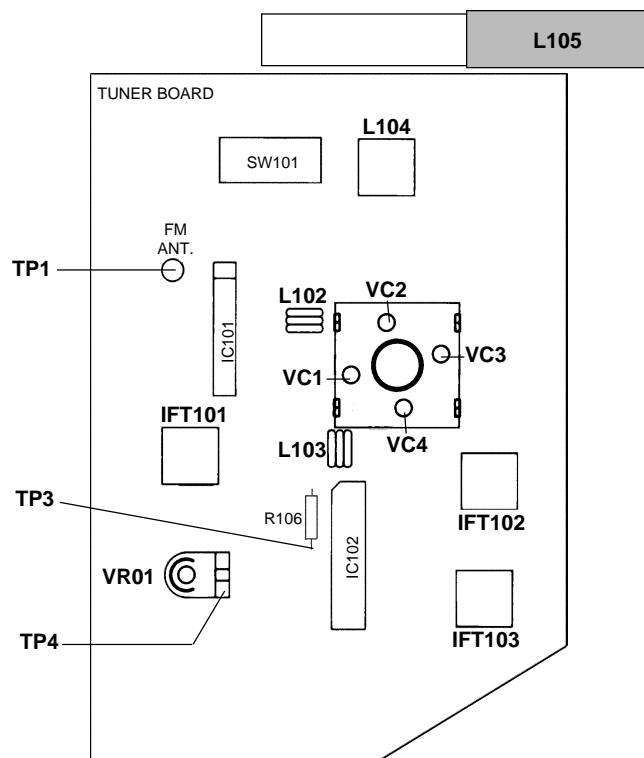 L105
TUNER BOARD
L104
SW101
FM
ANT.
TP1
L102
VC2
IC101
VC3
VC1
IFT101
L103
VC4
TP3
R106
IFT102
IC102
VR01
TP4
IFT103